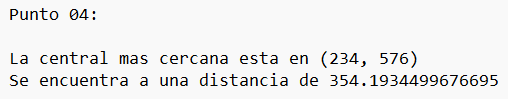 Punto 04:
La central mas cercana esta en (234, 576)
Se encuentra a una distancia de 354.1934499676695